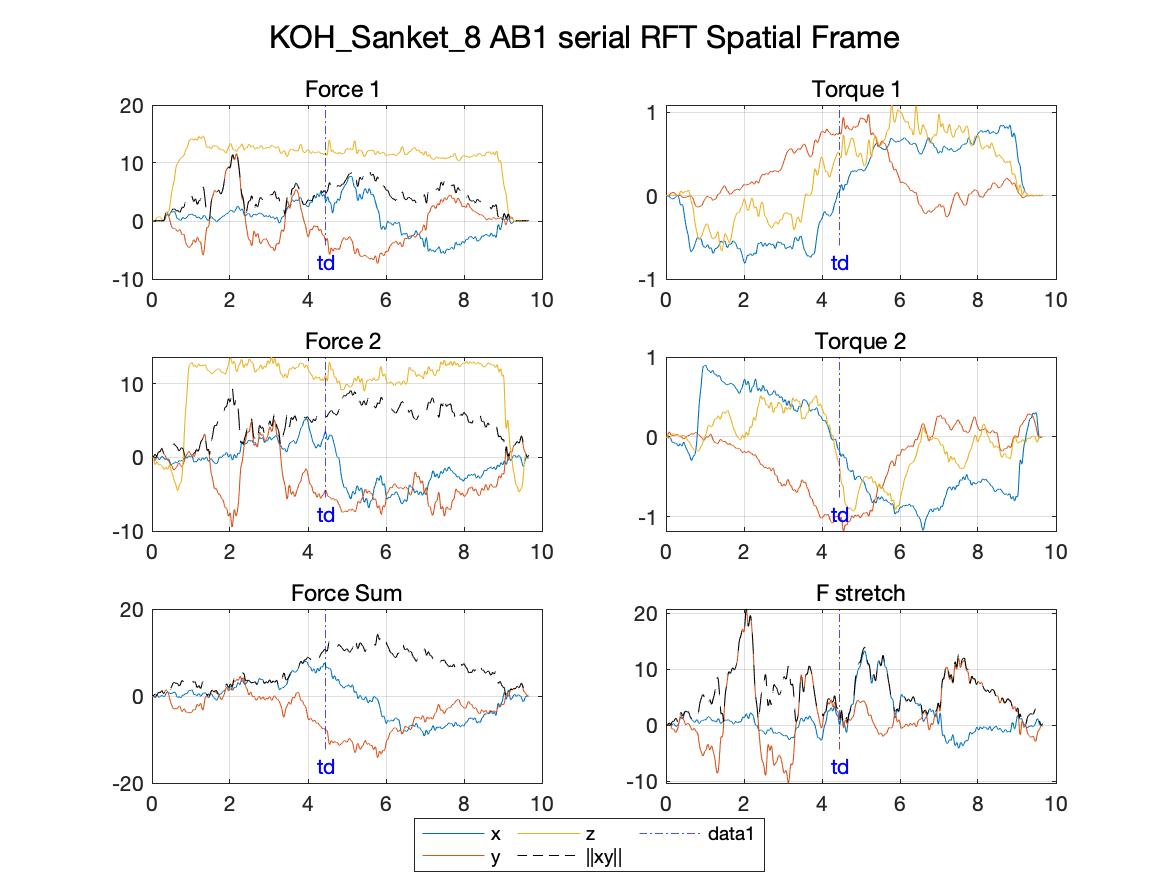 KOH_Sanket_8 AB1 serial RFT Spatial Frame
Force 1
20
10
0
-10
td
0 2 4 6 8 10
Torque 1
1
0
-1
td
0 2 4 6 8 10
Force 2
10
0
-10
td
0 2 4 6 8 10
Torque 2
1
0
-1
td
0 2 4 6 8 10
Force Sum
20
0
-20
td
0 2 4 6 8 10
F stretch
20
10
0
-10
td
0 2 4 6 8 10
x z data1
y ||xy||